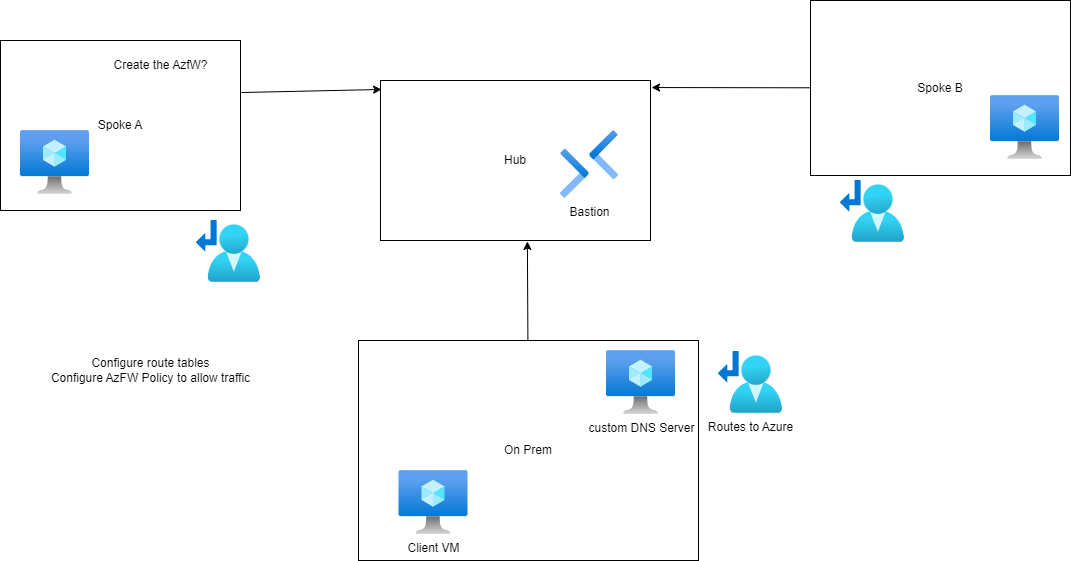 Create the AzfW?
Spoke A
Hub
Bastion
Spoke B
Configure route tables
Configure AzFW Policy to allow traffic
custom DNS Server
Routes to Azure
On Prem
Client VM